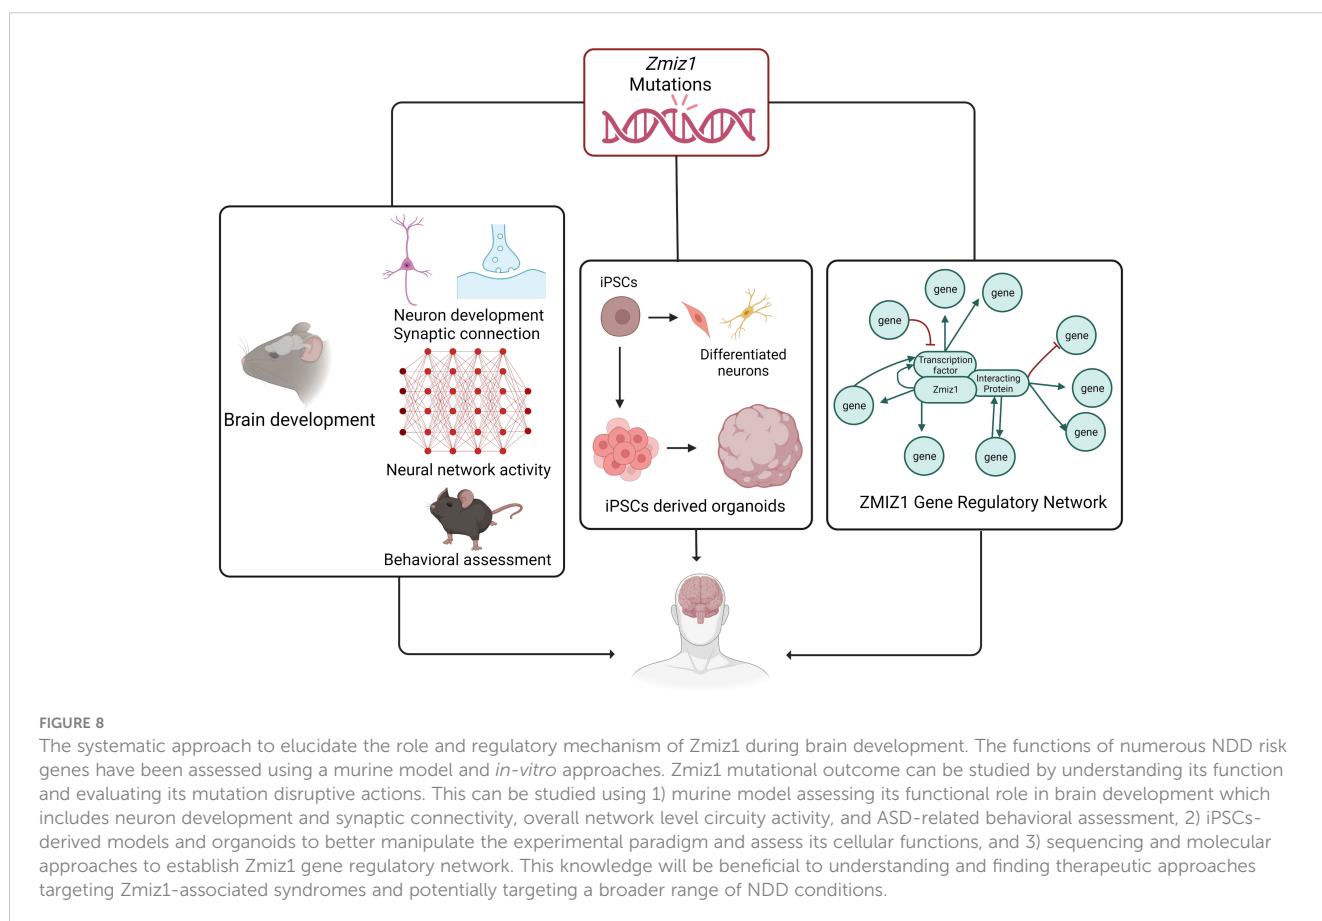 Zmiz1
Mutations
Neuron development
Synaptic connection
Brain development
Neural network activity
Behavioral assessment
iPSCs
Differentiated
neurons
iPSCs derived organoids
gene
gene
gene
gene
Transcription
factor
Interacting
Protein
Zmiz1
gene
gene
gene
gene
gene
ZMIZ1 Gene Regulatory Network
FIGURE 8
The systematic approach to elucidate the role and regulatory mechanism of Zmiz1 during brain development. The functions of numerous NDD risk
genes have been assessed using a murine model and in-vitro approaches. Zmiz1 mutational outcome can be studied by understanding its function
and evaluating its mutation disruptive actions. This can be studied using 1) murine model assessing its functional role in brain development which
includes neuron development and synaptic connectivity, overall network level circuity activity, and ASD-related behavioral assessment, 2) iPSCs-
derived models and organoids to better manipulate the experimental paradigm and assess its cellular functions, and 3) sequencing and molecular
approaches to establish Zmiz1 gene regulatory network. This knowledge will be beneficial to understanding and finding therapeutic approaches
targeting Zmiz1-associated syndromes and potentially targeting a broader range of NDD conditions.